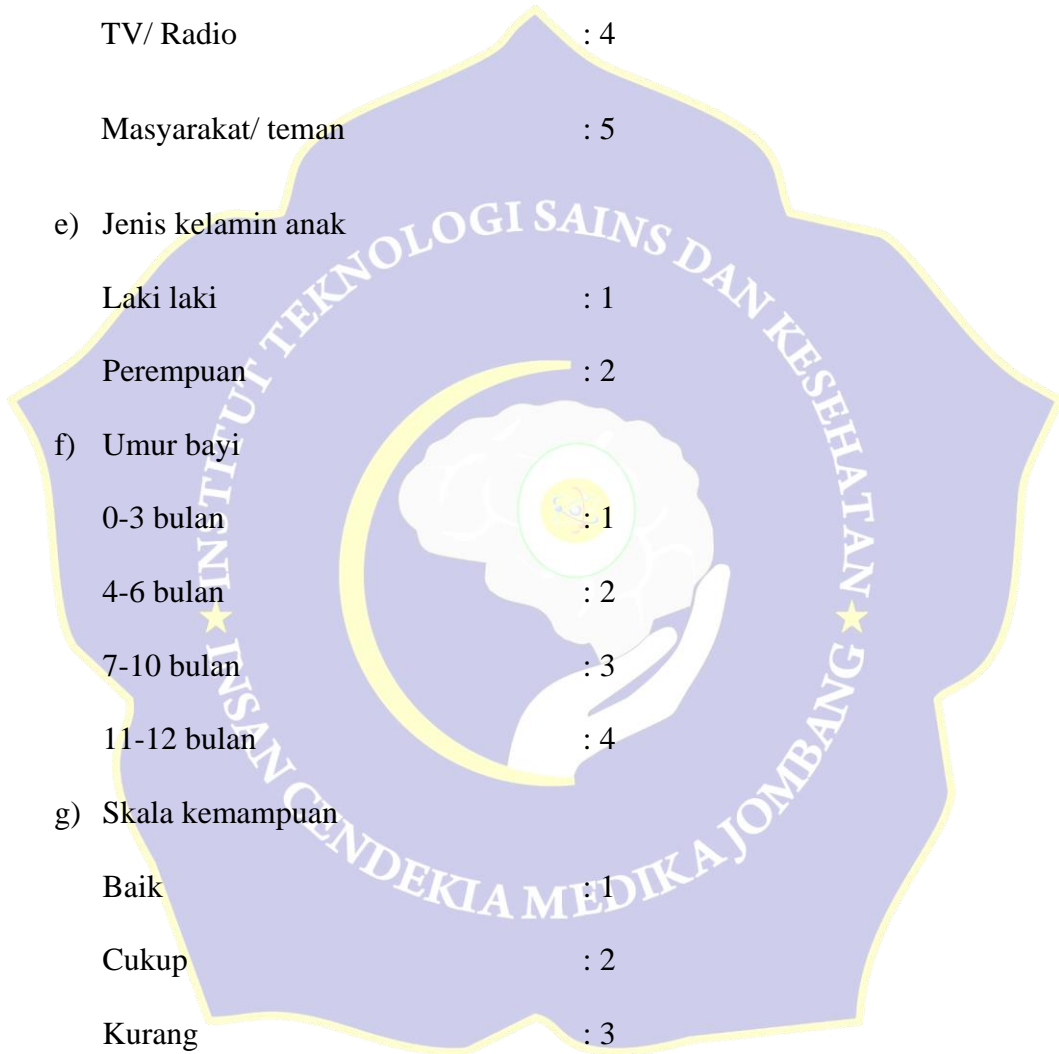 TV/ Radio : 4
Masyarakat/ teman : 5
e) Jenis kelamin anak
Laki laki : 1
Perempuan : 2
f) Umur bayi
0-3 bulan : 1
4-6 bulan : 2
7-10 bulan : 3
11-12 bulan : 4
g) Skala kemampuan
Baik : 1
Cukup : 2
Kurang : 3
INSTITUT TEKNOLOGI SAINS DAN KESEHATAN
INSAN CENDEKIA MEDIKA JOMBANG